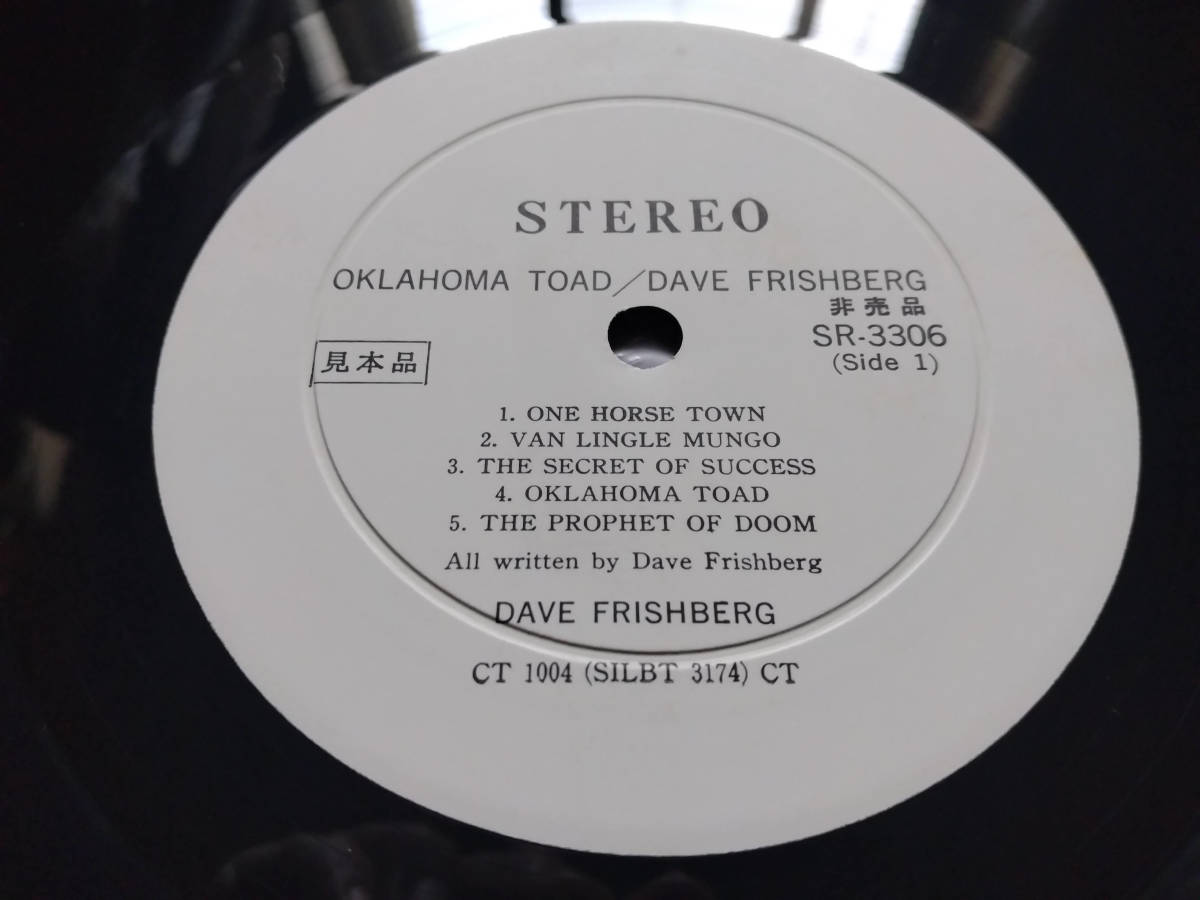 STEREO
OKLAHOMA TOAD/DAVE FRISHBERG
非売品
SR-3306
(Side 1)
見本品
1. ONE HORSE TOWN
2. VAN LINGLE MUNGO
3. THE SECRET OF SUCCESS
4. OKLAHOMA TOAD
5. THE PROPHET OF DOOM
All written by Dave Frishberg
DAVE FRISHBERG
CT 1004 (SILBT 3174) CT